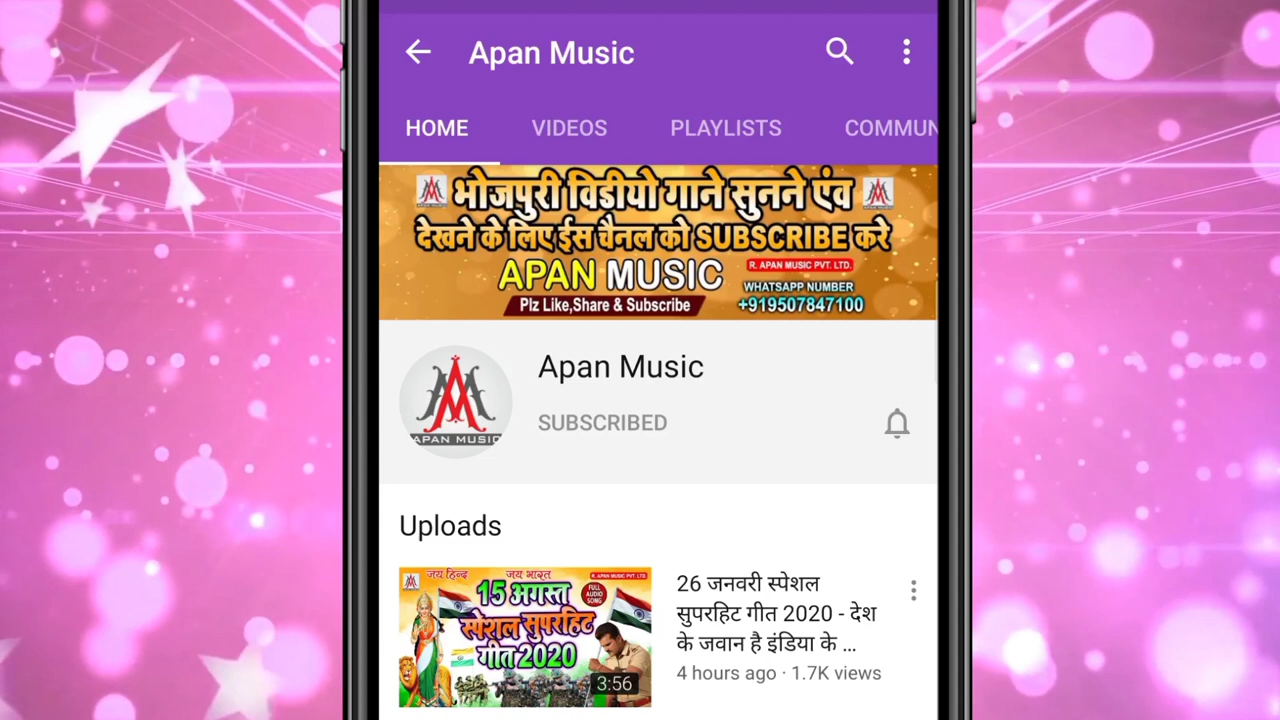 Apan Music
HOME VIDEOS PLAYLISTS COMMUN
भोजपुरी विडीयो गाने सुनने एंव
देखने के लिए ईस चैनल को SUBSCRIBE करे
APAN MUSIC
R. APAN MUSIC PVT. LTD.
WHATSAPP NUMBER
Plz Like,Share & Subscribe
+919507847100
Apan Music
SUBSCRIBED
APAN MUSIC
Uploads
जय हिन्द जय भारत
R. APAN MUSIC PVT. LTD
15 अगस्त
FULL
AUDIO
SONG
स्पेशल सुपरहिट
गीत 2020
3:56
26 जनवरी स्पेशल
सुपरहिट गीत 2020 - देश
के जवान है इंडिया के ...
4 hours ago · 1.7K views